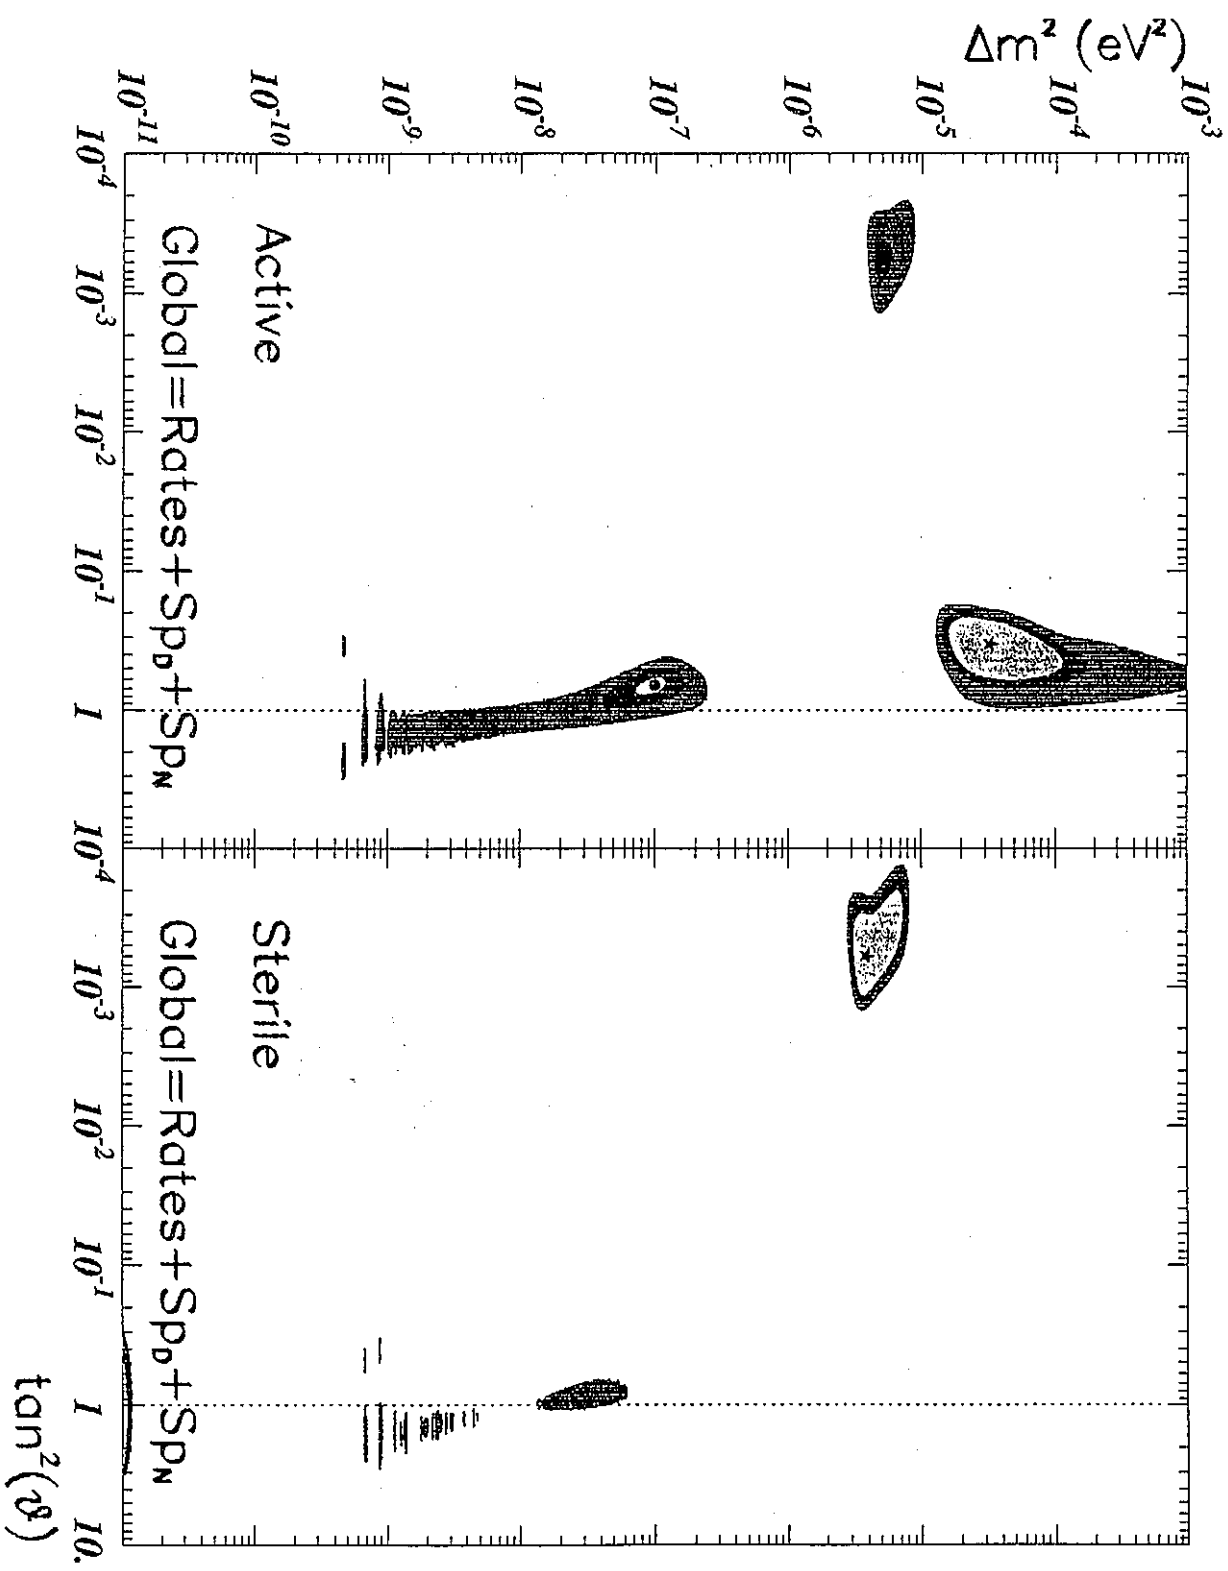 Δm² (eV²)
10⁻³
10⁻⁴
10⁻⁵
10⁻⁶
10⁻⁷
10⁻⁸
10⁻⁹
10⁻¹⁰
10⁻¹¹
Active
Global=Rates+Sp_D+Sp_N
Sterile
Global=Rates+Sp_D+Sp_N
10⁻⁴ 10⁻³ 10⁻² 10⁻¹ 1 10⁻⁴ 10⁻³ 10⁻² 10⁻¹ 1 10.
tan²(ϑ)